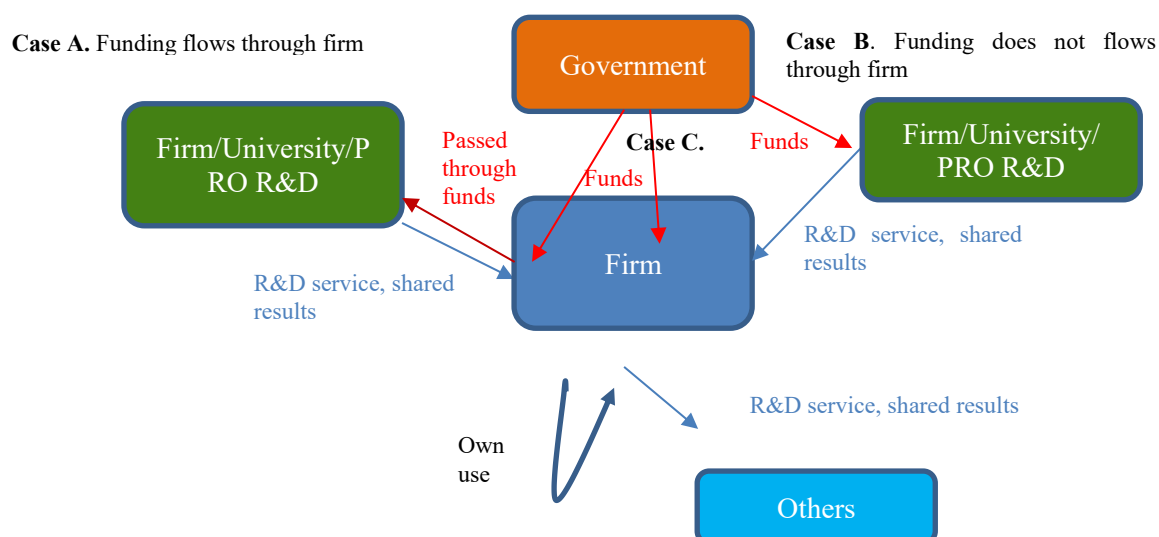 Case A. Funding flows through firm
Government
Case B. Funding does not flows
through firm
Firm/University/P
RO R&D
Passed
through
funds
Case C.
Funds
Funds
Firm/University/
PRO R&D
R&D service, shared
results
Firm
R&D service, shared
results
Own
use
R&D service, shared results
Others